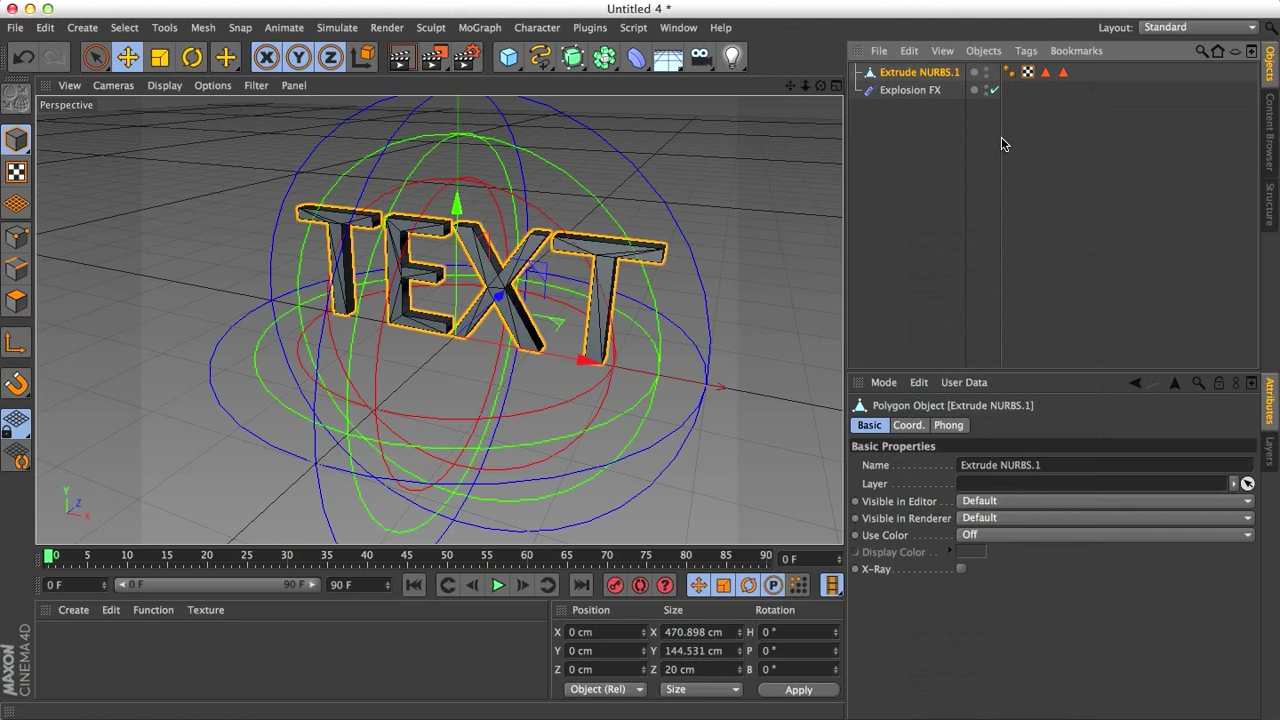 Untitled 4 *
File Edit Create Select Tools Mesh Snap Animate Simulate Render Sculpt MoGraph Character Plugins Script Window Help
Layout: Standard
X Y Z
File Edit View Objects Tags Bookmarks
Extrude NURBS.1
Explosion FX
Objects
Content Browser
Structure
View Cameras Display Options Filter Panel
Perspective
TEXT
Y
Z
X
Mode Edit User Data
Polygon Object [Extrude NURBS.1]
Basic Coord. Phong
Basic Properties
Name Extrude NURBS.1
Layer
Visible in Editor Default
Visible in Renderer Default
Use Color Off
Display Color
X-Ray
Attributes
Layers
0 5 10 15 20 25 30 35 40 45 50 55 60 65 70 75 80 85 90 0 F
0 F 0 F 90 F 90 F
Create Edit Function Texture
Position Size Rotation
X 0 cm X 470.898 cm H 0 °
Y 0 cm Y 144.531 cm P 0 °
Z 0 cm Z 20 cm B 0 °
Object (Rel) Size Apply
MAXON CINEMA 4D